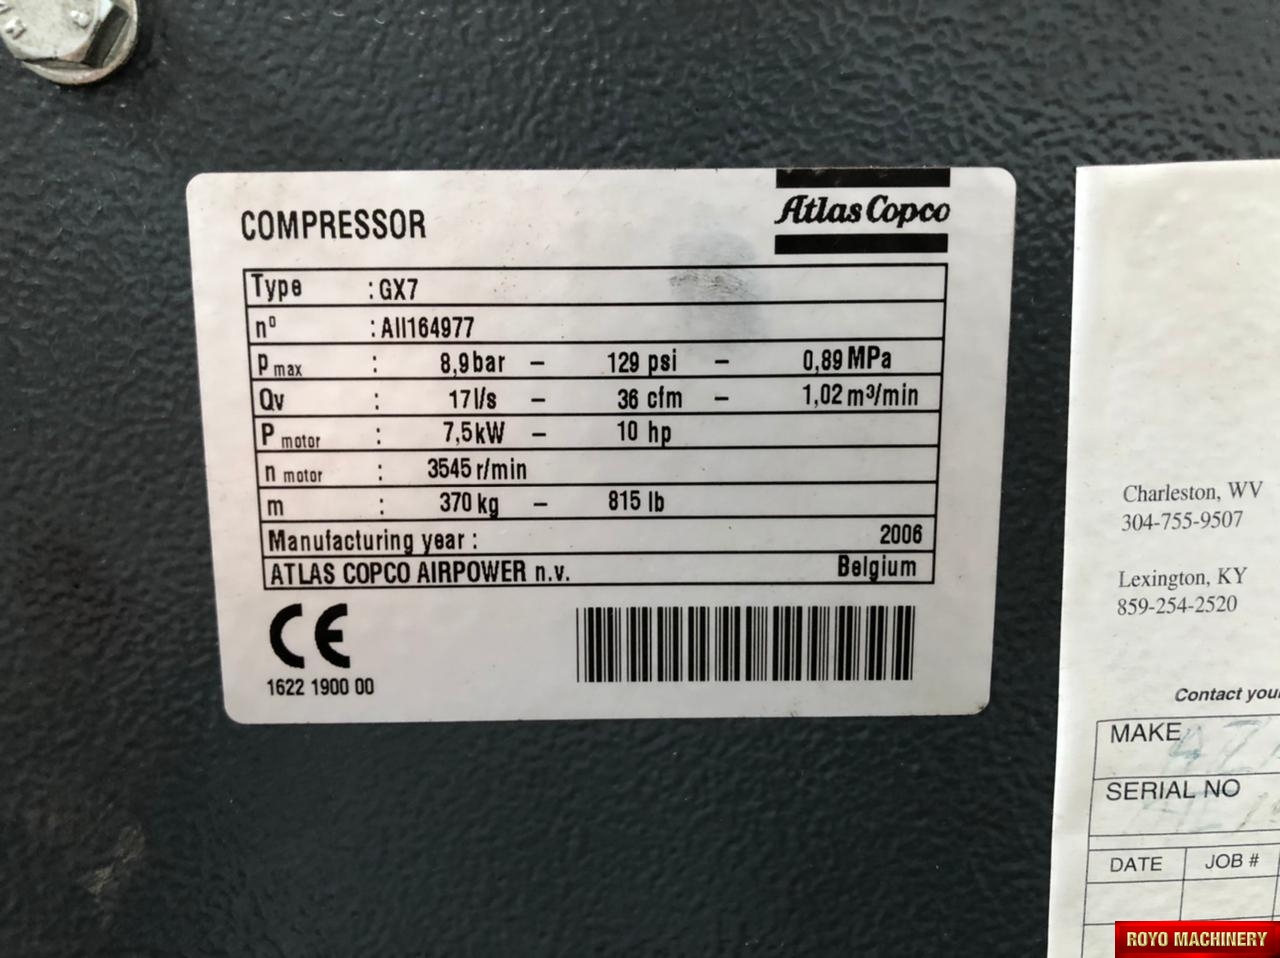 COMPRESSOR
Atlas Copco
Type : GX7
nº : AII164977
P max : 8,9 bar – 129 psi – 0,89 MPa
Qv : 17 l/s – 36 cfm – 1,02 m³/min
P motor : 7,5 kW – 10 hp
n motor : 3545 r/min
m : 370 kg – 815 lb
Manufacturing year : 2006
ATLAS COPCO AIRPOWER n.v. Belgium
CE
1622 1900 00
Charleston, WV
304-755-9507
Lexington, KY
859-254-2520
Contact your
MAKE
SERIAL NO
DATE JOB #
ROYO MACHINERY